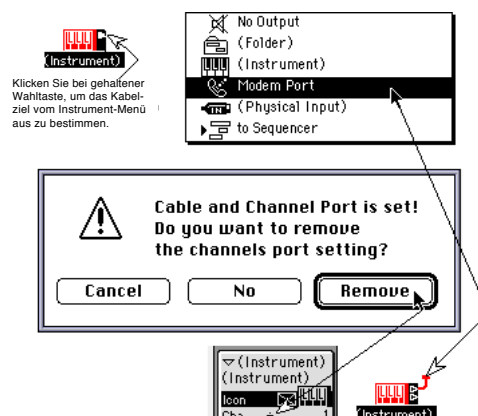 No Output
(Folder)
(Instrument)
Modem Port
(Physical Input)
to Sequencer
(Instrument)
Klicken Sie bei gehaltener
Wahltaste, um das Kabel-
ziel vom Instrument-Menü
aus zu bestimmen.
Cable and Channel Port is set!
Do you want to remove
the channels port setting?
Cancel
No
Remove
(Instrument)
(Instrument)
Icon
Cha 1
(Instrument)